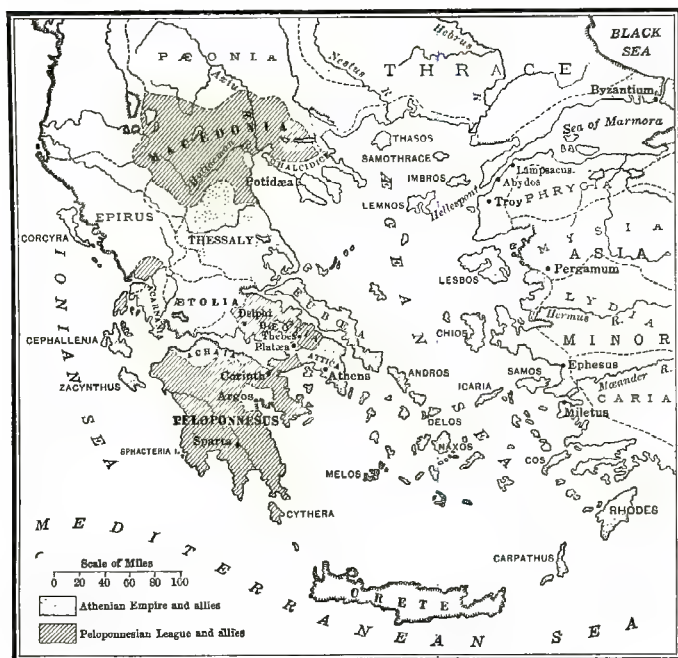 BLACK
SEA
PÆONIA
Axius
Nestus R.
Hebrus
R.
THRACE
Byzantium
Sea of Marmora
MACEDONIA
CHALCIDICE
Potidæa
THASOS
SAMOTHRACE
IMBROS
LEMNOS
Hellespont
Lampsacus
Abydos
Troy
PHRYGIA
EPIRUS
CORCYRA
THESSALY
ÆGEAN SEA
MYSIA
ASIA
MINOR
LESBOS
Pergamum
LYDIA
Hermus R.
IONIAN SEA
ACARNANIA
ÆTOLIA
EUBŒA
Delphi
Thebes
Platæa
ATTICA
Athens
CEPHALLENIA
ZACYNTHUS
ACHAIA
Corinth
Argos
PELOPONNESUS
Sparta
SPHACTERIA I.
CHIOS
ANDROS
ICARIA
SAMOS
Ephesus
Mæander R.
CARIA
Miletus
DELOS
NAXOS
MELOS
COS
CYTHERA
RHODES
CARPATHUS
CRETE
MEDITERRANEAN SEA
Scale of Miles
0 20 40 60 80 100
Athenian Empire and allies
Peloponnesian League and allies